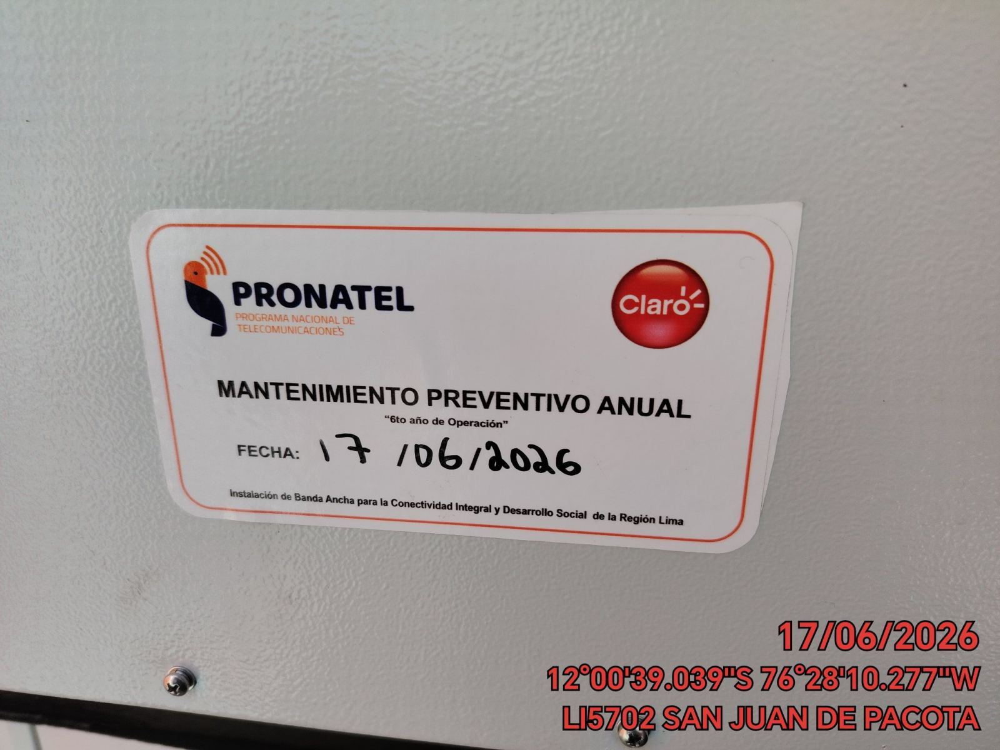 PRONATEL
PROGRAMA NACIONAL DE
TELECOMUNICACIONES
Claro
MANTENIMIENTO PREVENTIVO ANUAL
“6to año de Operación”
FECHA: 17/06/2026
Instalación de Banda Ancha para la Conectividad Integral y Desarrollo Social de la Región Lima
17/06/2026
12°00'39.039"S 76°28'10.277"W
LI5702 SAN JUAN DE PACOTA